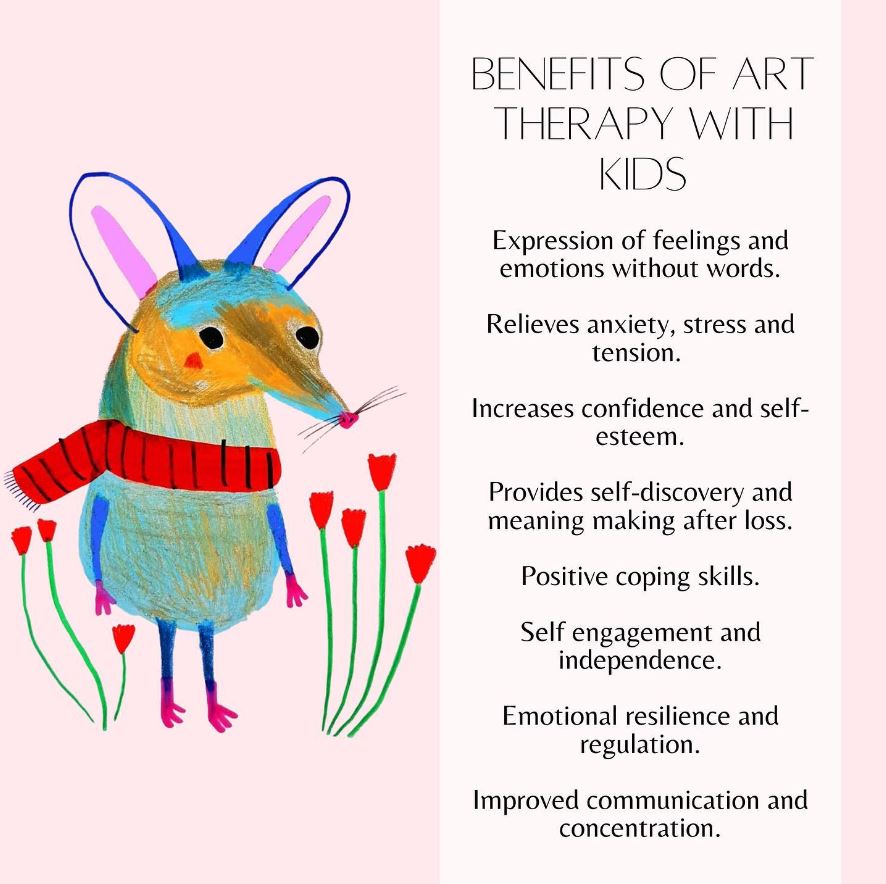 BENEFITS OF ART
THERAPY WITH
KIDS
Expression of feelings and
emotions without words.
Relieves anxiety, stress and
tension.
Increases confidence and self-
esteem.
Provides self-discovery and
meaning making after loss.
Positive coping skills.
Self engagement and
independence.
Emotional resilience and
regulation.
Improved communication and
concentration.